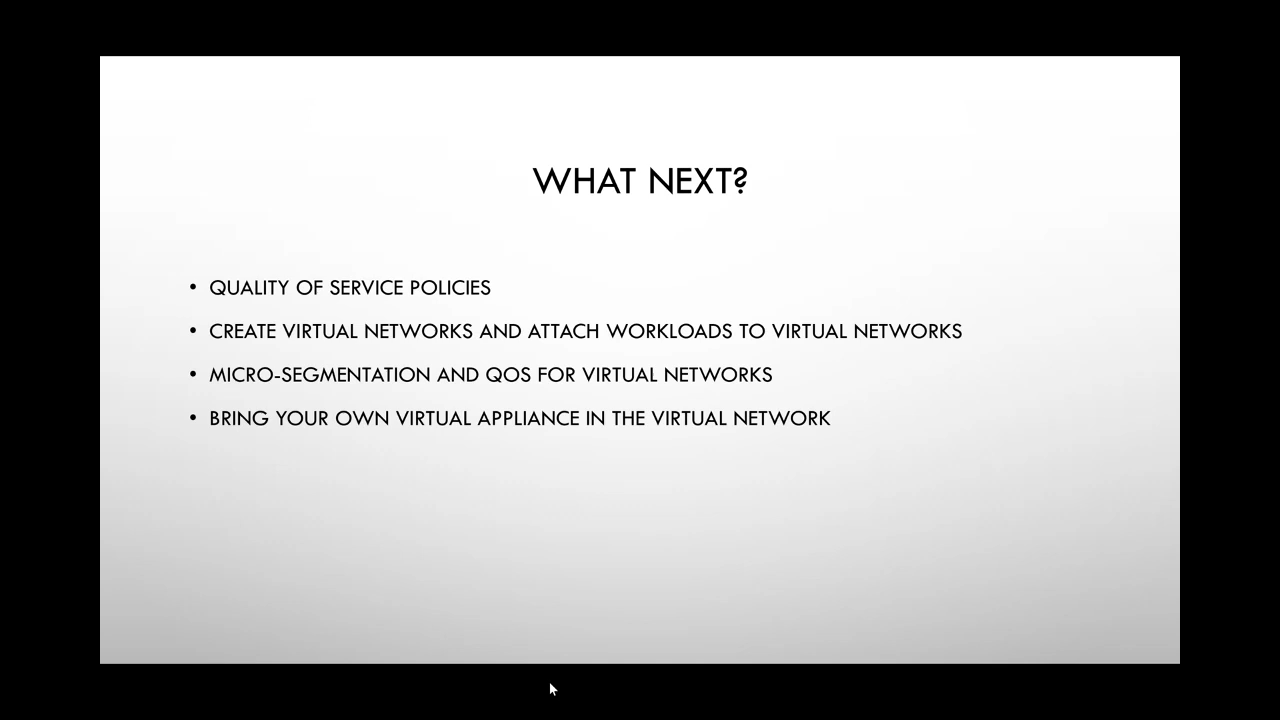 WHAT NEXT?
• QUALITY OF SERVICE POLICIES
• CREATE VIRTUAL NETWORKS AND ATTACH WORKLOADS TO VIRTUAL NETWORKS
• MICRO-SEGMENTATION AND QOS FOR VIRTUAL NETWORKS
• BRING YOUR OWN VIRTUAL APPLIANCE IN THE VIRTUAL NETWORK